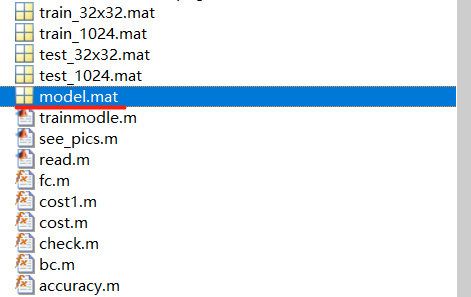 train_32x32.mat
train_1024.mat
test_32x32.mat
test_1024.mat
model.mat
trainmodle.m
see_pics.m
read.m
fc.m
cost1.m
cost.m
check.m
bc.m
accuracy.m